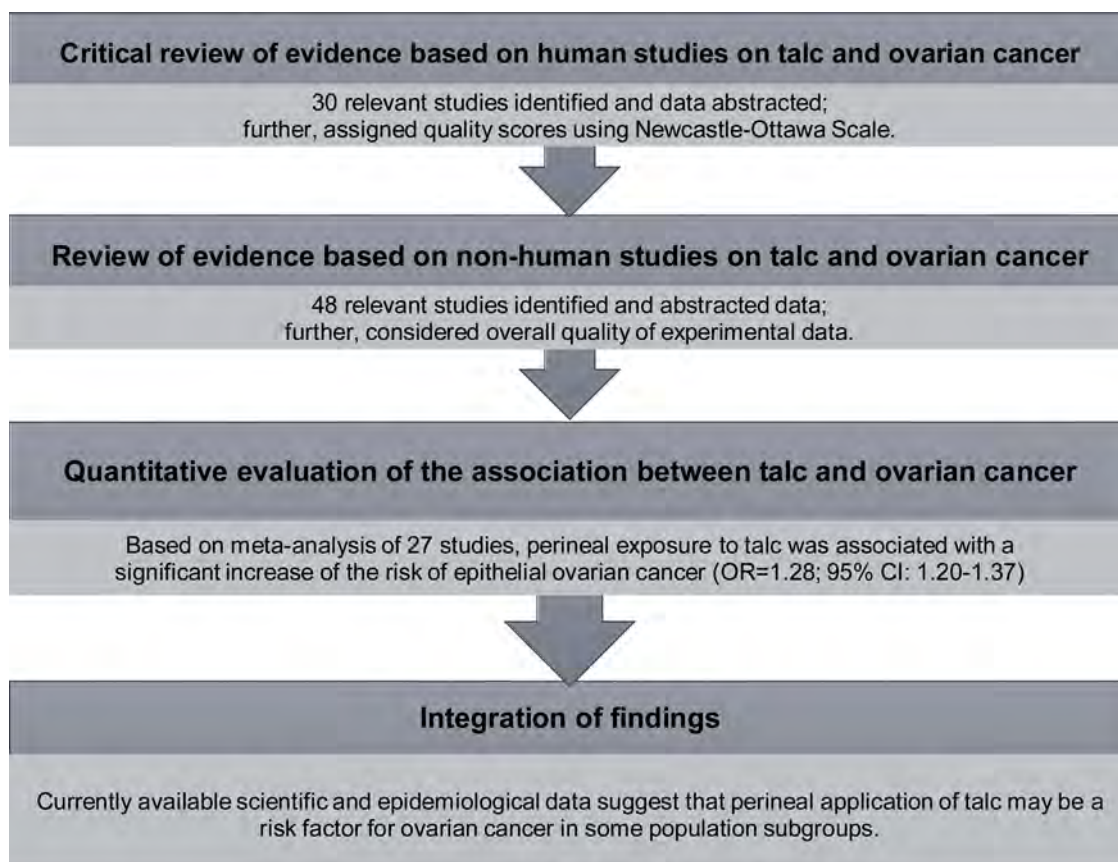 Critical review of evidence based on human studies on talc and ovarian cancer
30 relevant studies identified and data abstracted;
further, assigned quality scores using Newcastle-Ottawa Scale.
Review of evidence based on non-human studies on talc and ovarian cancer
48 relevant studies identified and abstracted data;
further, considered overall quality of experimental data.
Quantitative evaluation of the association between talc and ovarian cancer
Based on meta-analysis of 27 studies, perineal exposure to talc was associated with a
significant increase of the risk of epithelial ovarian cancer (OR=1.28; 95% CI: 1.20-1.37)
Integration of findings
Currently available scientific and epidemiological data suggest that perineal application of talc may be a
risk factor for ovarian cancer in some population subgroups.